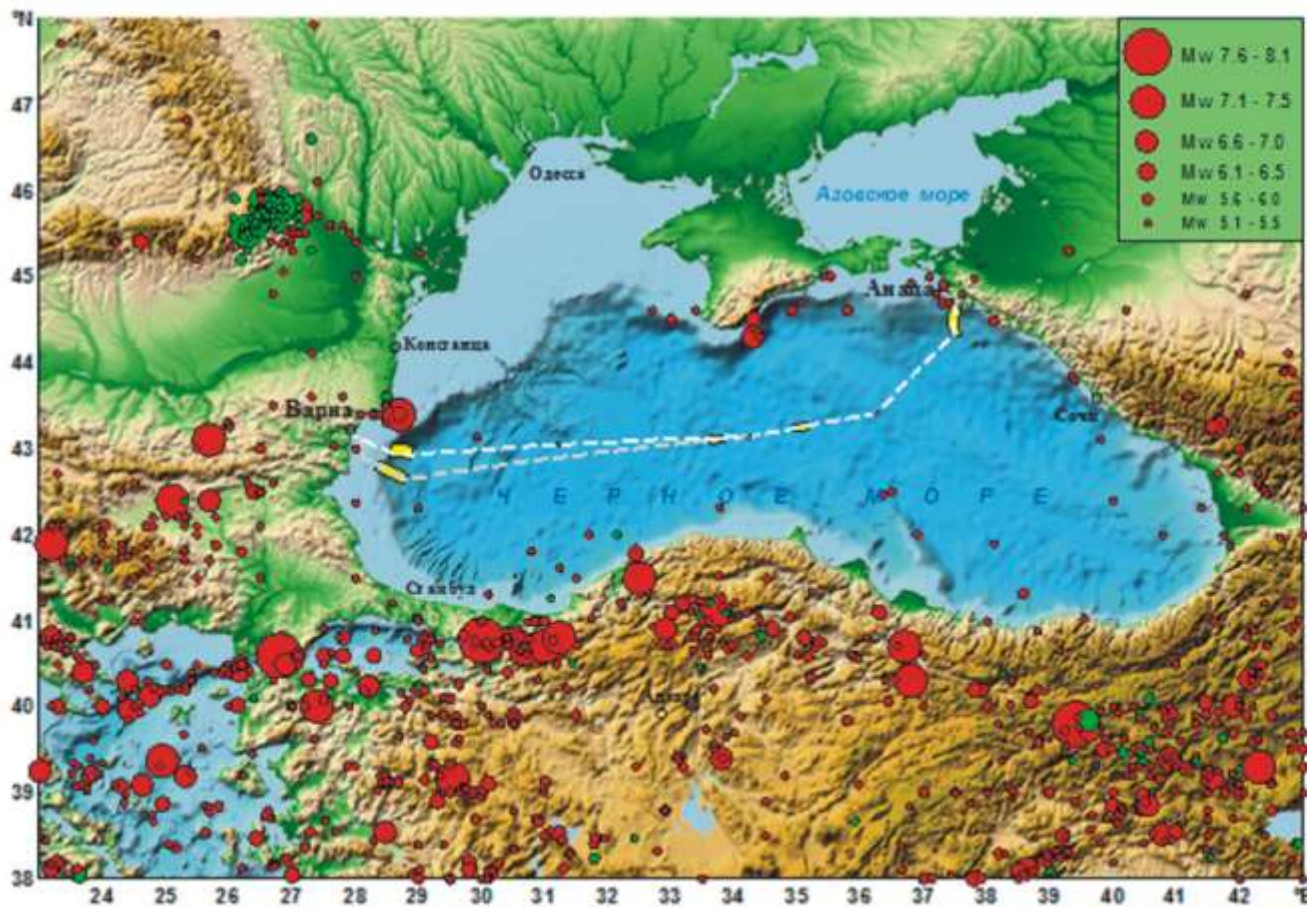 °N
47
46
45
44
43
42
41
40
39
38
24 25 26 27 28 29 30 31 32 33 34 35 36 37 38 39 40 41 42 °E
Mw 7.6 - 8.1
Mw 7.1 - 7.5
Mw 6.6 - 7.0
Mw 6.1 - 6.5
Mw 5.6 - 6.0
Mw 5.1 - 5.5
Одесса
Азовское море
Анапа
Констанца
Варна
Сочи
ЧЕРНОЕ МОРЕ
Стамбул